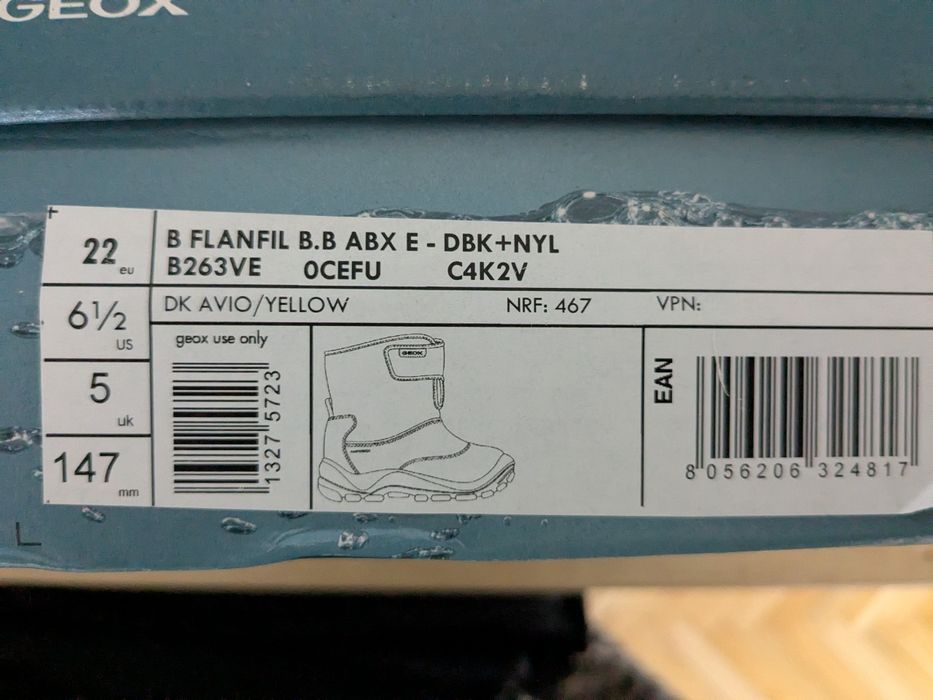 GEOX
22 eu
6½ US
5 uk
147 mm
B FLANFIL B.B ABX E - DBK+NYL
B263VE 0CEFU C4K2V
DK AVIO/YELLOW NRF: 467 VPN:
geox use only
1327 5723
GEOX
EAN
8 056206 324817